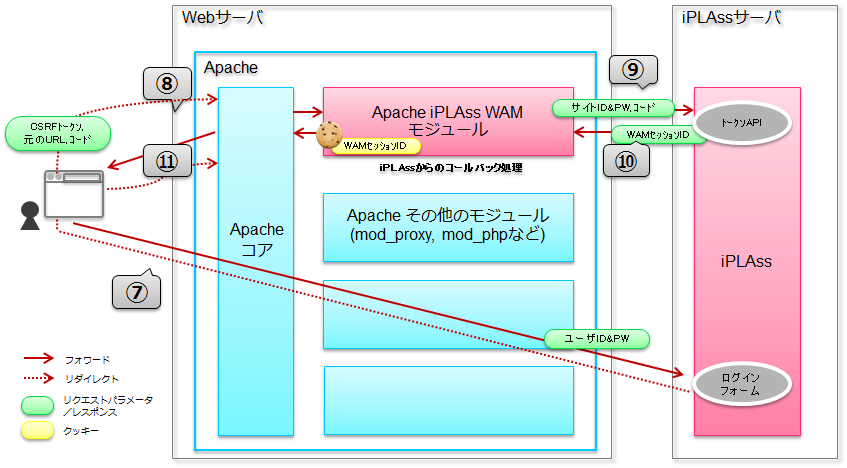 Webサーバ
iPLAssサーバ
Apache
⑧
⑨
Apache iPLAss WAM
モジュール
サイトID&PW,コード
トークンAPI
CSRFトークン,
元のURL,コード
WAMセッションID
WAMセッションID
⑪
⑩
iPLAssからのコールバック処理
Apache
コア
Apache その他のモジュール
(mod_proxy, mod_phpなど)
iPLAss
⑦
ユーザID&PW
フォワード
リダイレクト
リクエストパラメータ
／レスポンス
クッキー
ログイン
フォーム